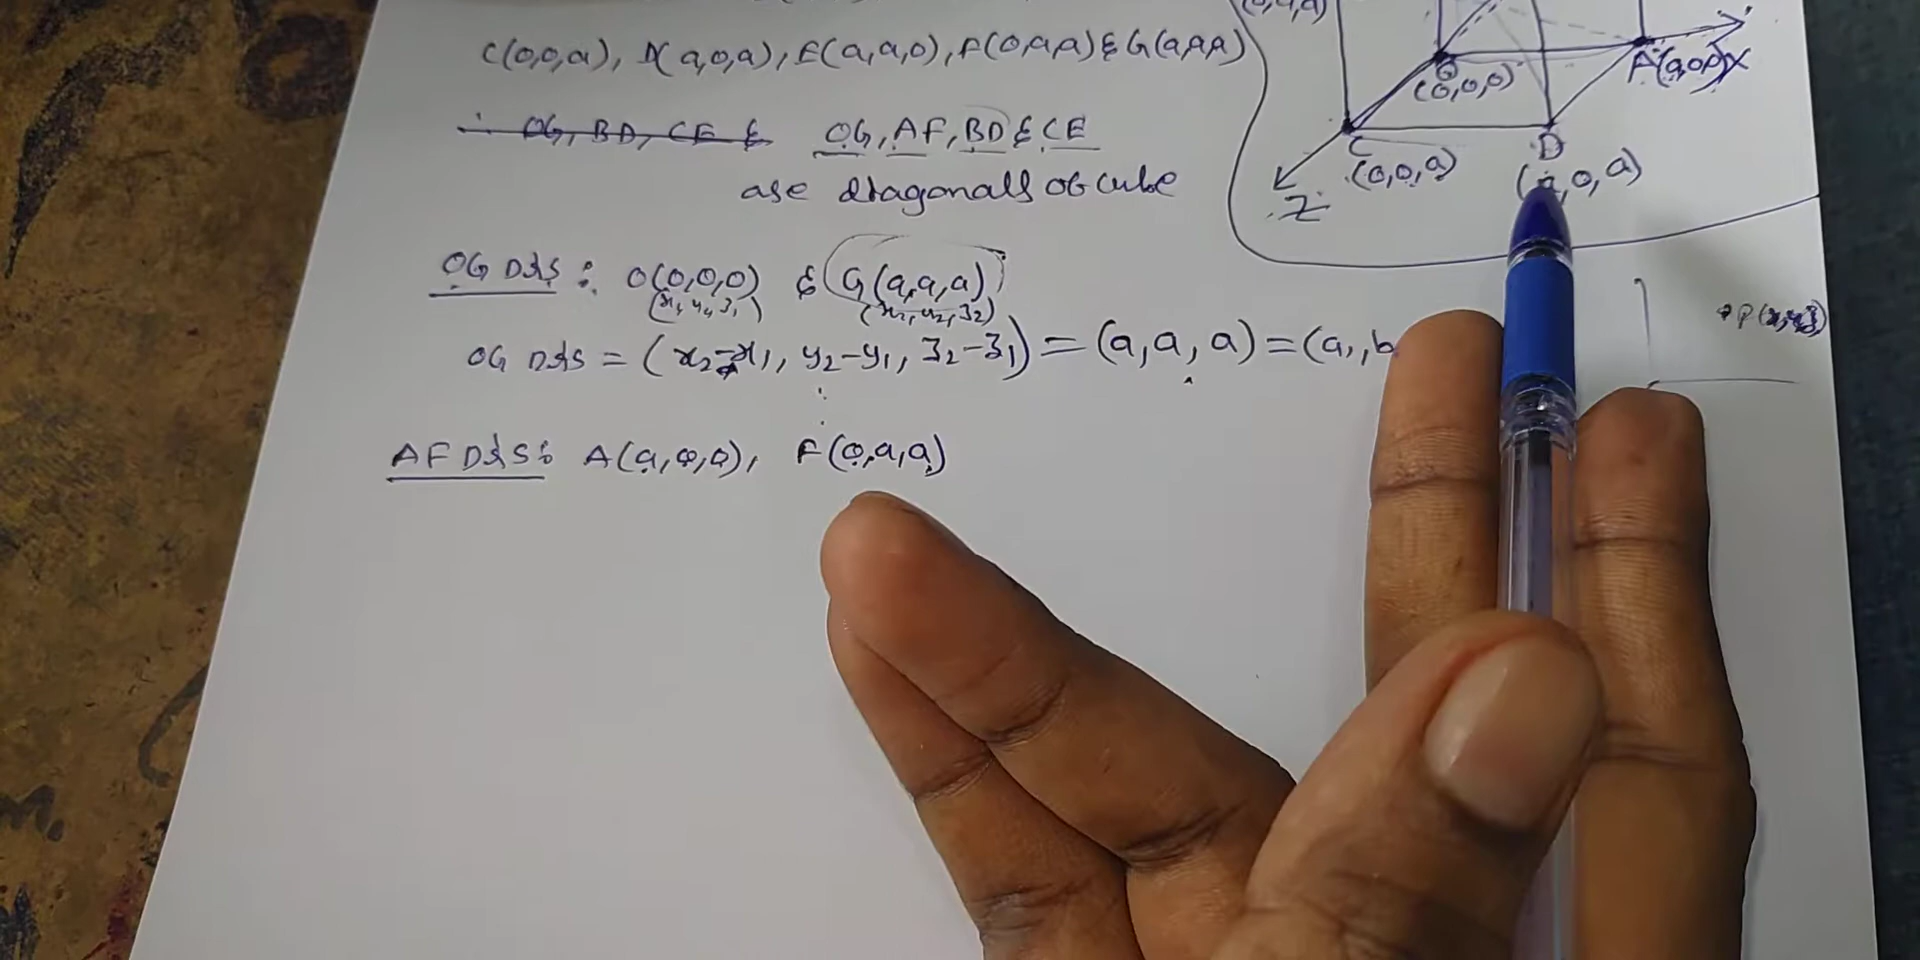 C(0,0,a), D(a,0,a), E(a,a,0), F(0,a,a) & G(a,a,a)
∴ OG, BD, CE & OG, AF, BD & CE
are diagonals of cube
OG DRS : O(0,0,0) & G(a,a,a)
(x₁, y₁, z₁) (x₂, y₂, z₂)
OG DRS = (x₂-x₁, y₂-y₁, z₂-z₁) = (a, a, a) = (a₁, b
AF DRS: A(a,0,0), F(0,a,a)
(0,a,a)
O
(0,0,0)
A(a,0,0) X
C
(0,0,a)
D
(a,0,a)
Z